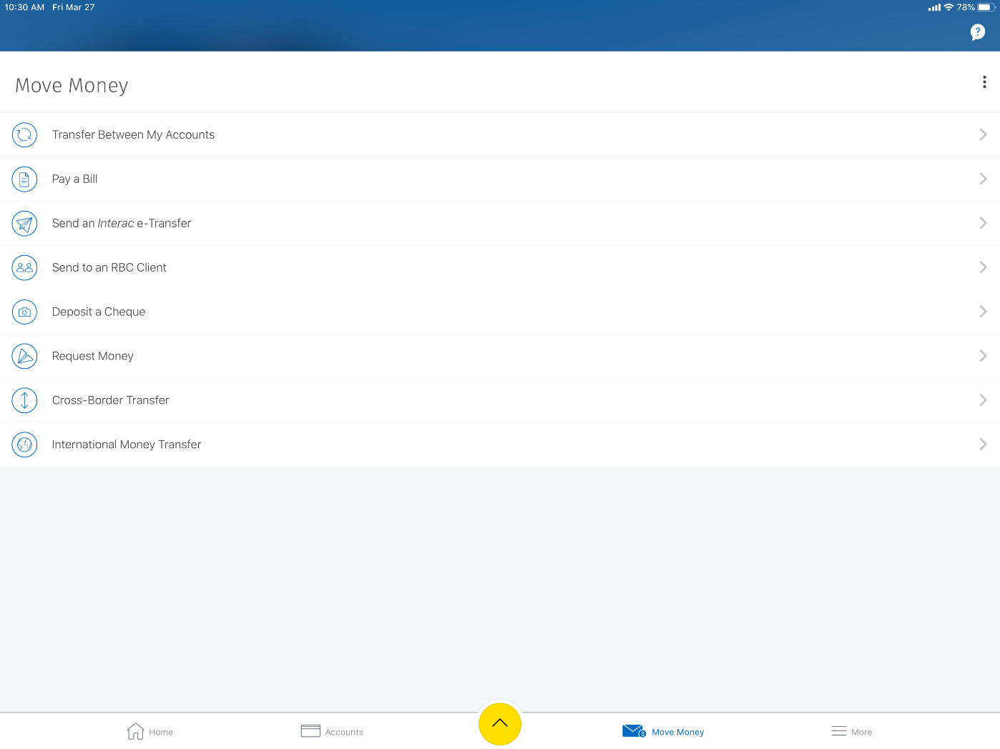 10:30 AM Fri Mar 27 78%
?
Move Money
Transfer Between My Accounts
Pay a Bill
Send an Interac e-Transfer
Send to an RBC Client
Deposit a Cheque
Request Money
Cross-Border Transfer
International Money Transfer
Home Accounts $ Move Money More